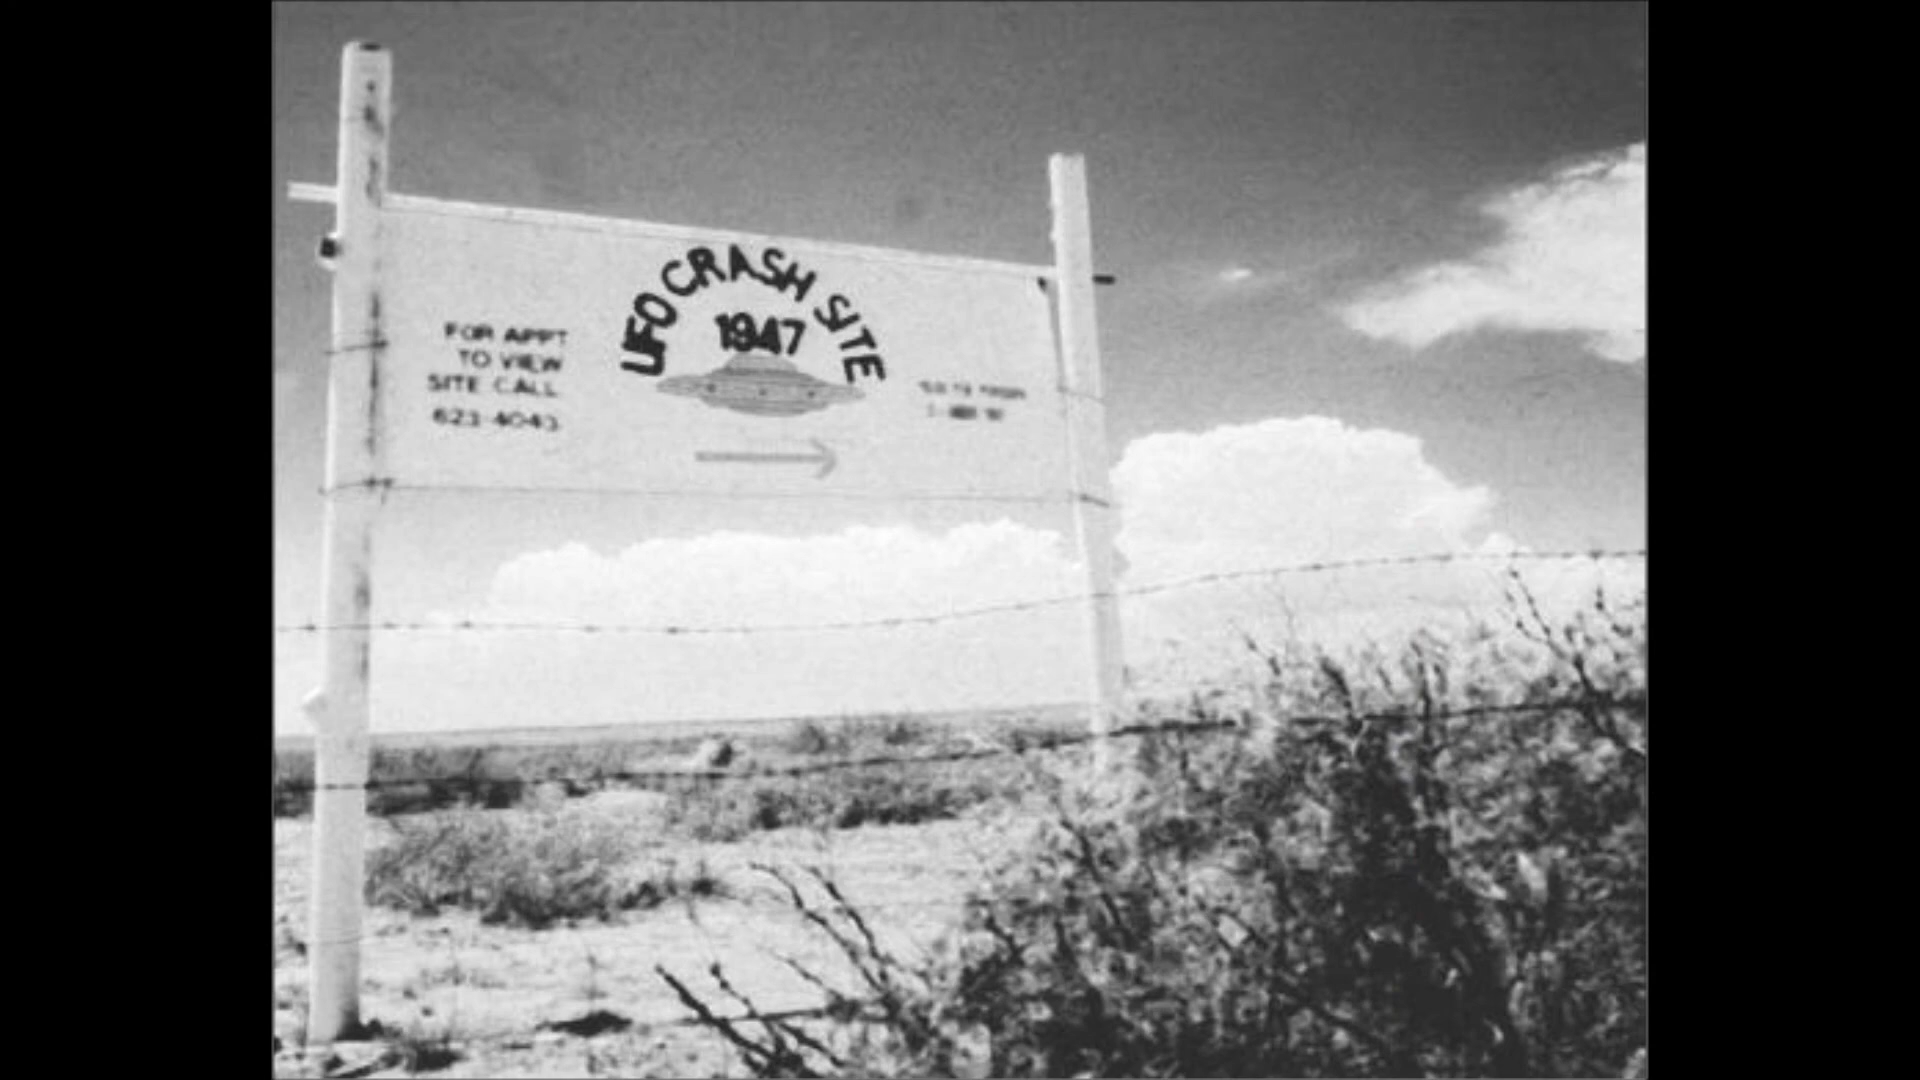 UFO CRASH SITE
1947
FOR APPT
TO VIEW
SITE CALL
623-4043